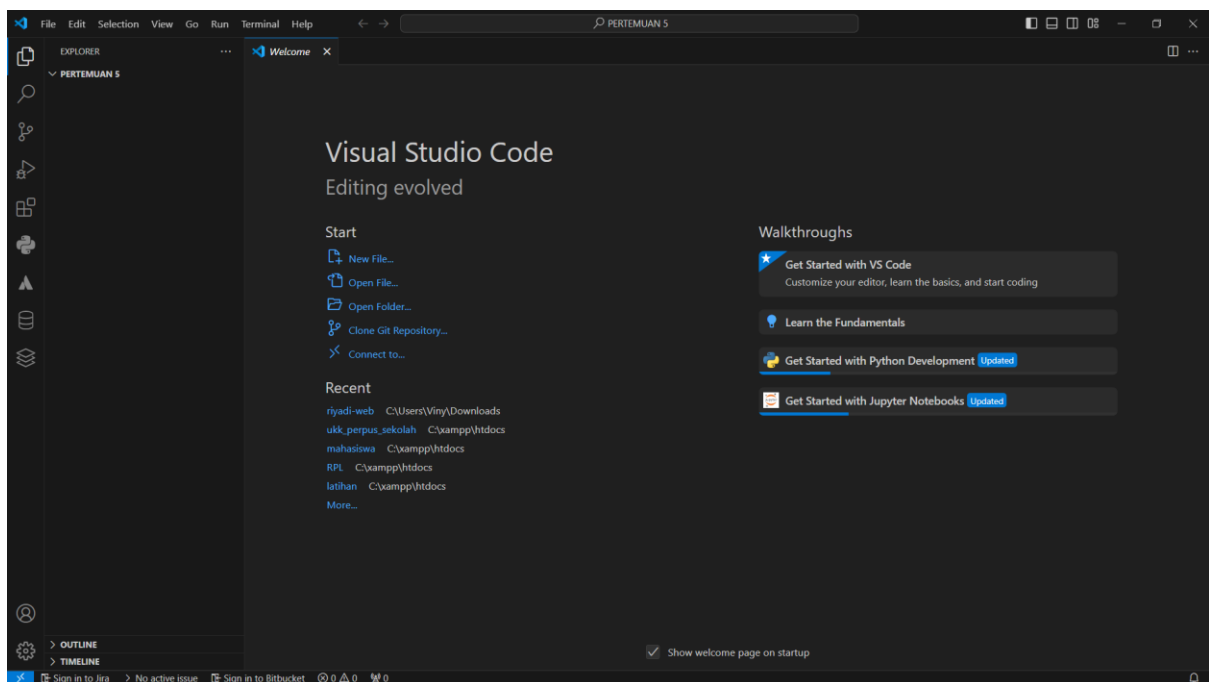 File Edit Selection View Go Run Terminal Help
PERTEMUAN 5
EXPLORER
PERTEMUAN 5
Welcome
Visual Studio Code
Editing evolved
Start
New File...
Open File...
Open Folder...
Clone Git Repository...
Connect to...
Recent
riyadi-web C:\Users\Viny\Downloads
ukk_perpus_sekolah C:\xampp\htdocs
mahasiswa C:\xampp\htdocs
RPL C:\xampp\htdocs
latihan C:\xampp\htdocs
More...
Walkthroughs
Get Started with VS Code
Customize your editor, learn the basics, and start coding
Learn the Fundamentals
Get Started with Python Development Updated
Get Started with Jupyter Notebooks Updated
OUTLINE
TIMELINE
Show welcome page on startup
Sign in to Jira No active issue Sign in to Bitbucket 0 0 0